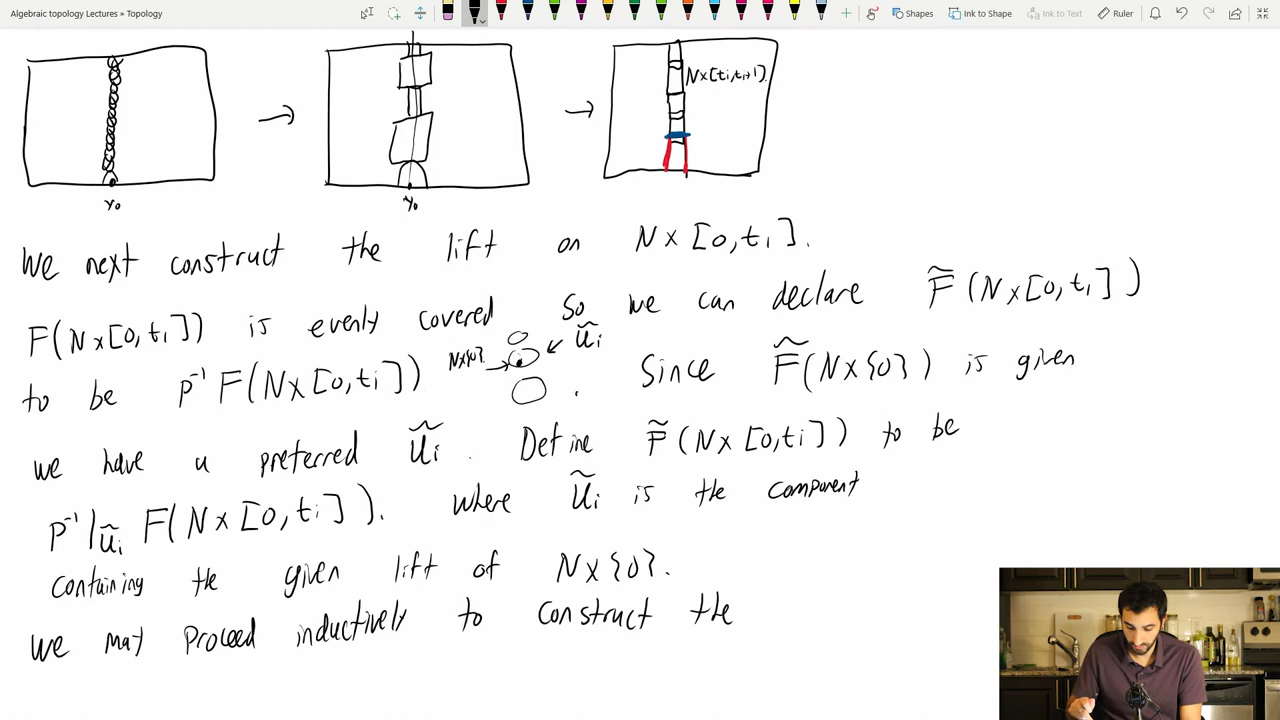 Algebraic topology Lectures » Topology
Shapes Ink to Shape Ink to Text Ruler
N×[ti,ti+1].
y₀
y₀
We next construct the lift on N×[0,t₁].
F(N×[0,t₁]) is evenly covered So we can declare F̃(N×[0,t₁])
to be p⁻¹F(N×[0,ti]) N×{0}. ũi . Since F̃(N×{0}) is given
we have a preferred ũi. Define F̃(N×[0,ti]) to be
p⁻¹|ũi F(N×[0,ti]). where ũi is the component
containing the given lift of N×{0}.
We may proceed inductively to construct the